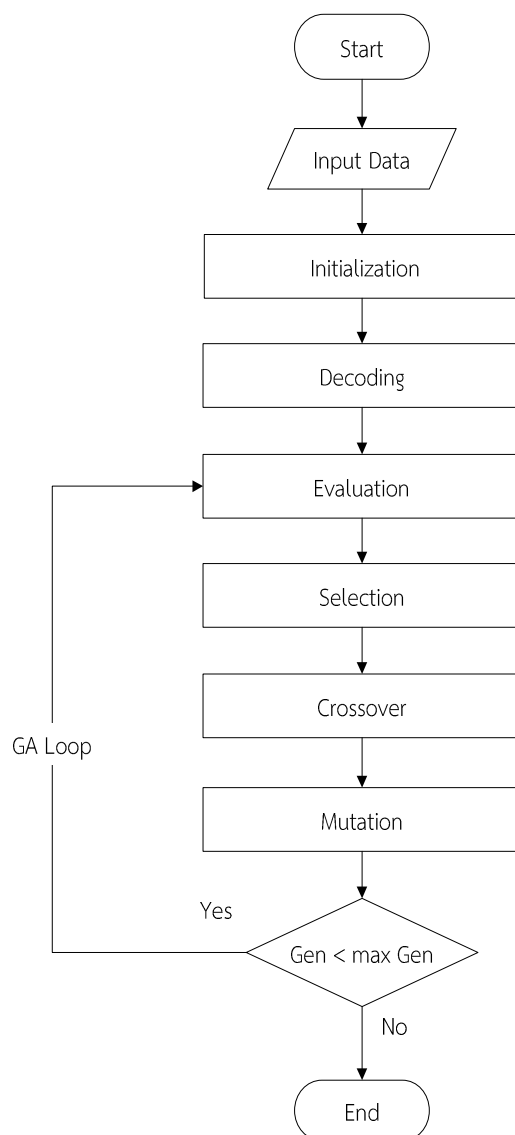 Start
Input Data
Initialization
Decoding
Evaluation
Selection
Crossover
GA Loop
Mutation
Yes
Gen < max Gen
No
End